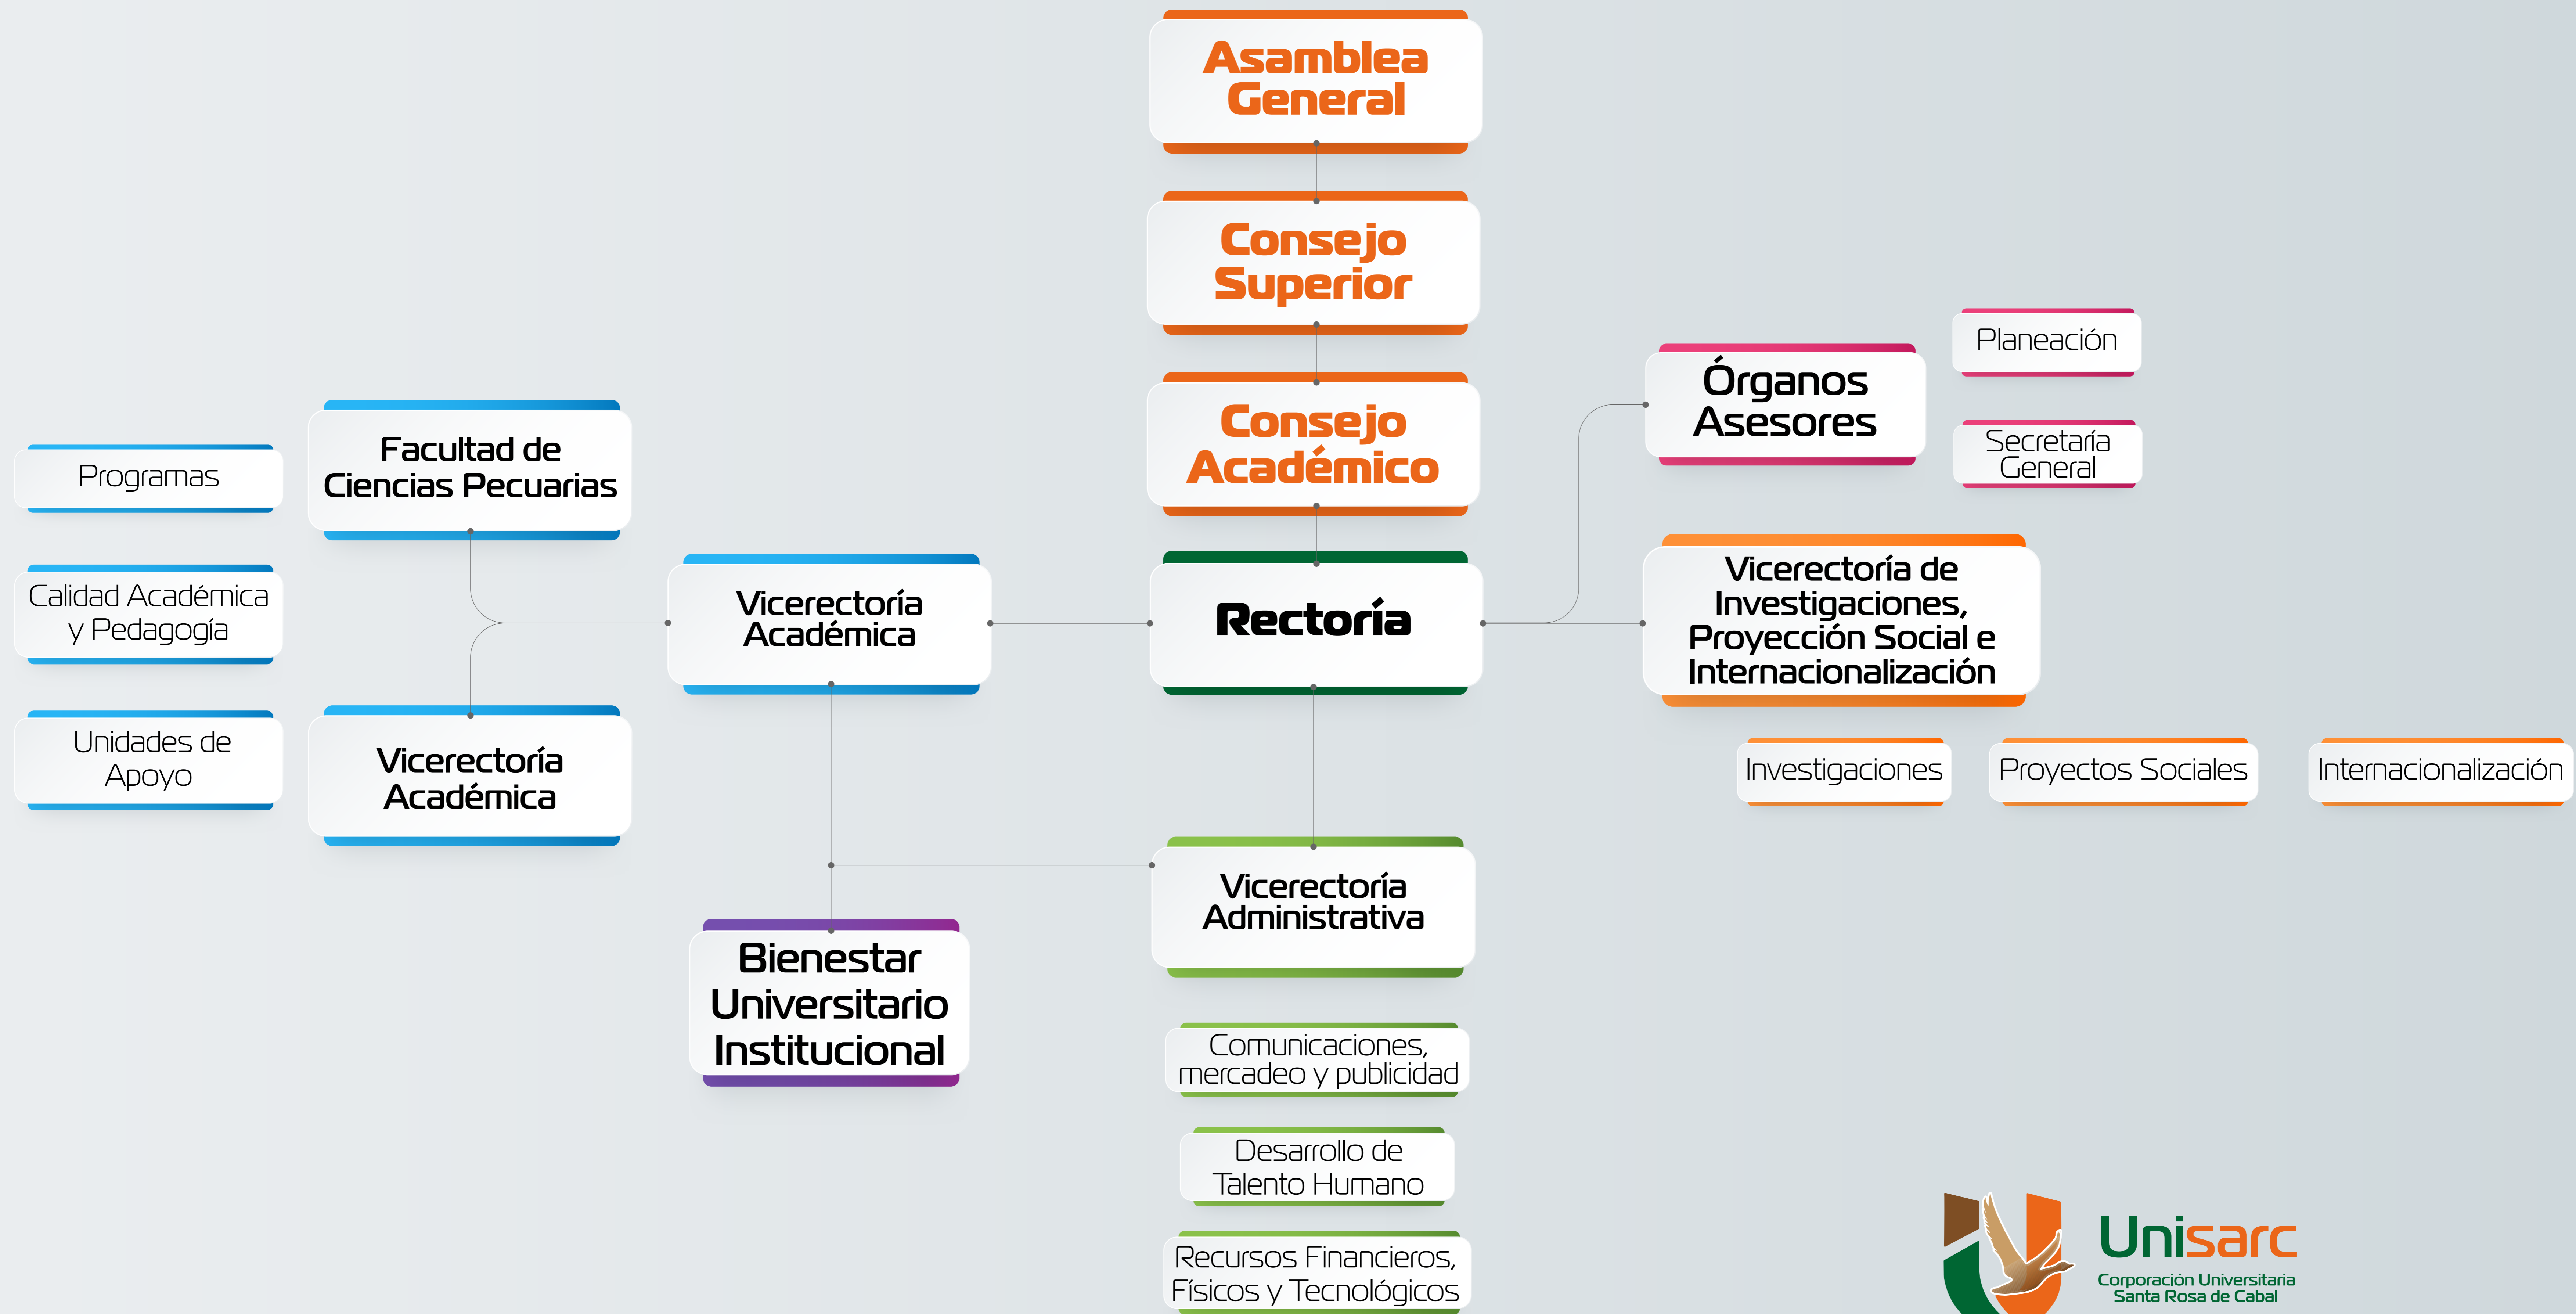 Asamblea
General
Consejo
Superior
Consejo
Académico
Rectoría
Órganos
Asesores
Planeación
Secretaría
General
Vicerectoría de
Investigaciones,
Proyección Social e
Internacionalización
Investigaciones
Proyectos Sociales
Internacionalización
Vicerectoría
Académica
Facultad de
Ciencias Pecuarias
Vicerectoría
Académica
Programas
Calidad Académica
y Pedagogía
Unidades de
Apoyo
Bienestar
Universitario
Institucional
Vicerectoría
Administrativa
Comunicaciones,
mercadeo y publicidad
Desarrollo de
Talento Humano
Recursos Financieros,
Físicos y Tecnológicos
Unisarc
Corporación Universitaria
Santa Rosa de Cabal